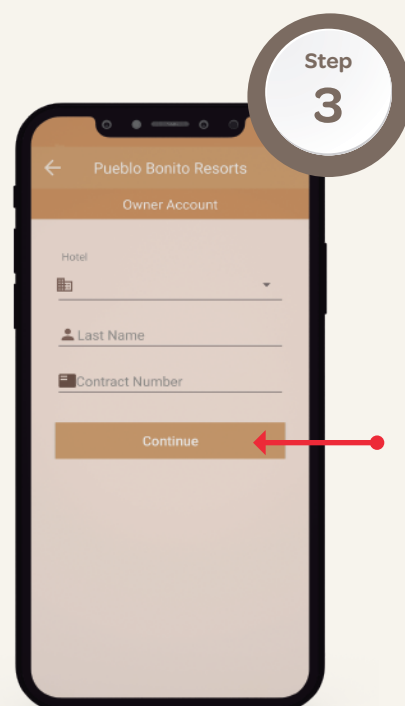 Step
3
Pueblo Bonito Resorts
Owner Account
Hotel
Last Name
Contract Number
Continue